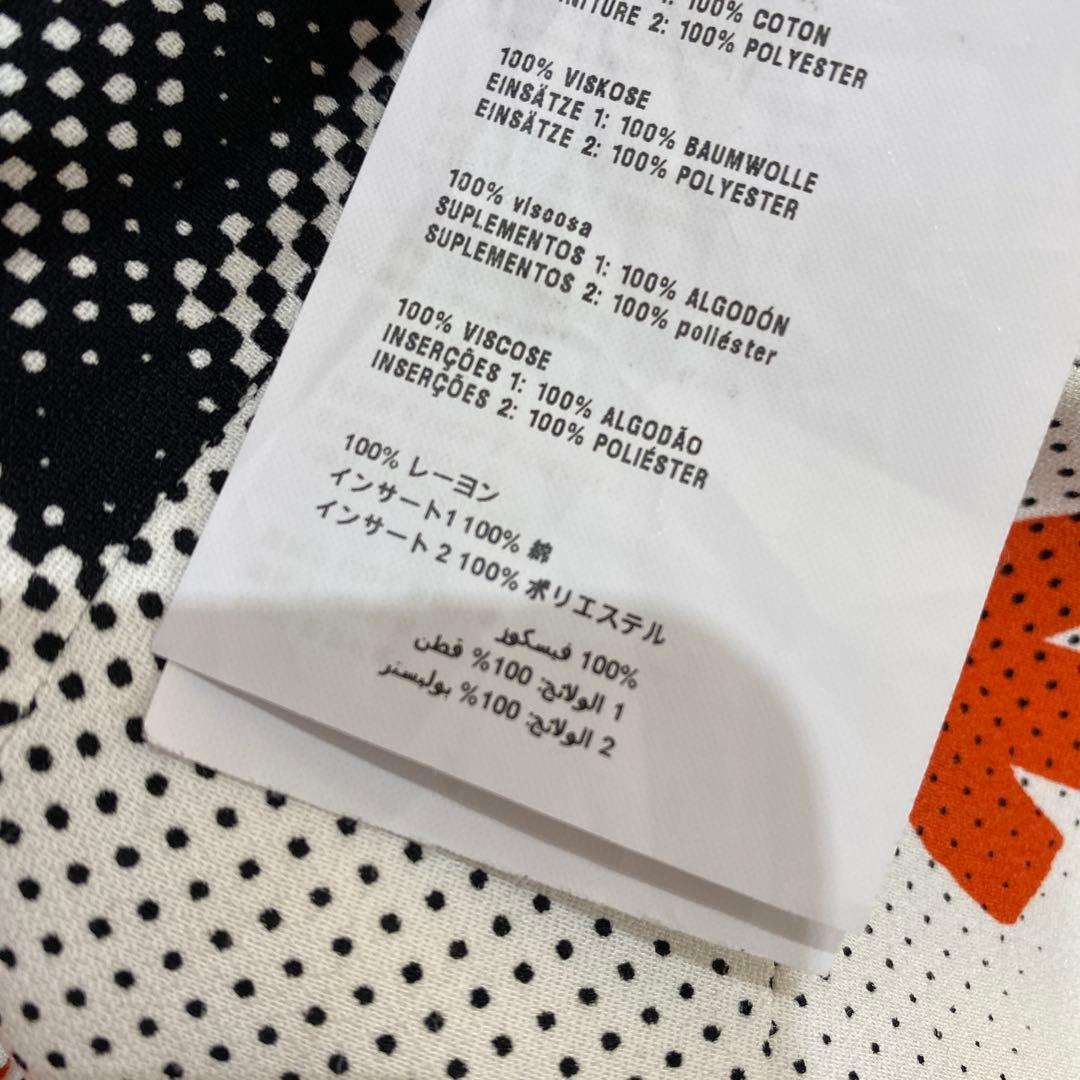 100% COTON
NITURE 2: 100% POLYESTER
100% VISKOSE
EINSÄTZE 1: 100% BAUMWOLLE
EINSÄTZE 2: 100% POLYESTER
100% viscosa
SUPLEMENTOS 1: 100% ALGODÓN
SUPLEMENTOS 2: 100% poliéster
100% VISCOSE
INSERÇÕES 1: 100% ALGODÃO
INSERÇÕES 2: 100% POLIÉSTER
100% レーヨン
インサート1 100% 綿
インサート 2 100% ポリエステル
100% فيسكوز
1 الولائج: 100% قطن
2 الولائج: 100% بوليستر